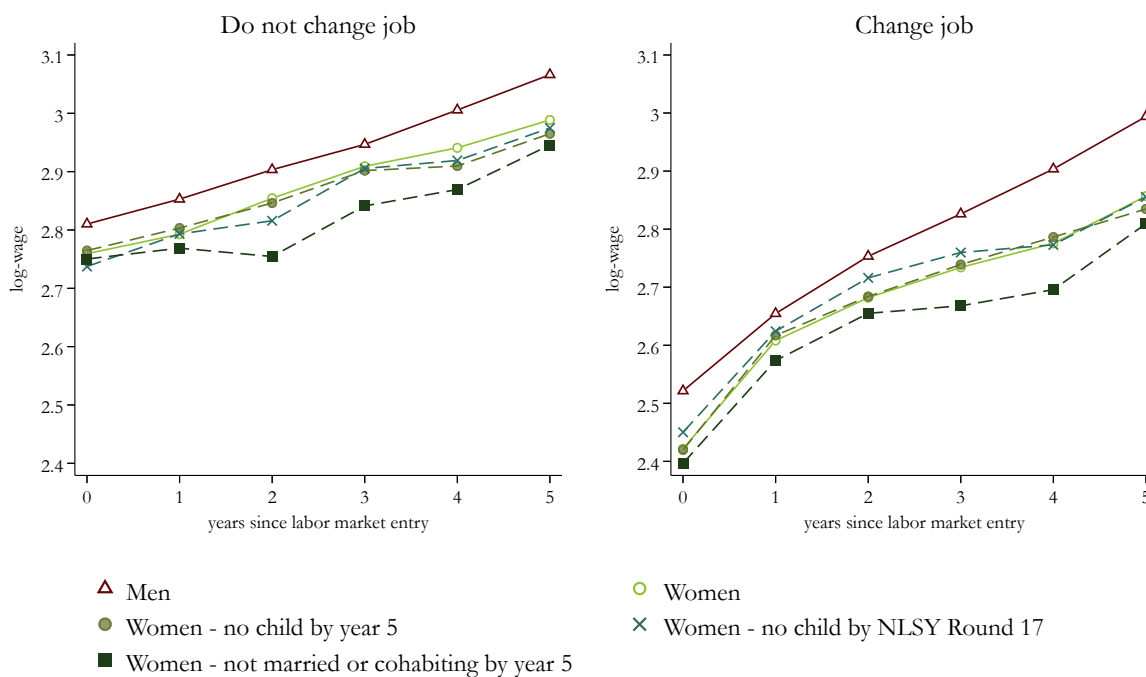 Do not change job
3.1
3
2.9
2.8
2.7
2.6
2.5
2.4
log-wage
0 1 2 3 4 5
years since labor market entry
Change job
3.1
3
2.9
2.8
2.7
2.6
2.5
2.4
log-wage
0 1 2 3 4 5
years since labor market entry
Men
Women
Women - no child by year 5
Women - no child by NLSY Round 17
Women - not married or cohabiting by year 5